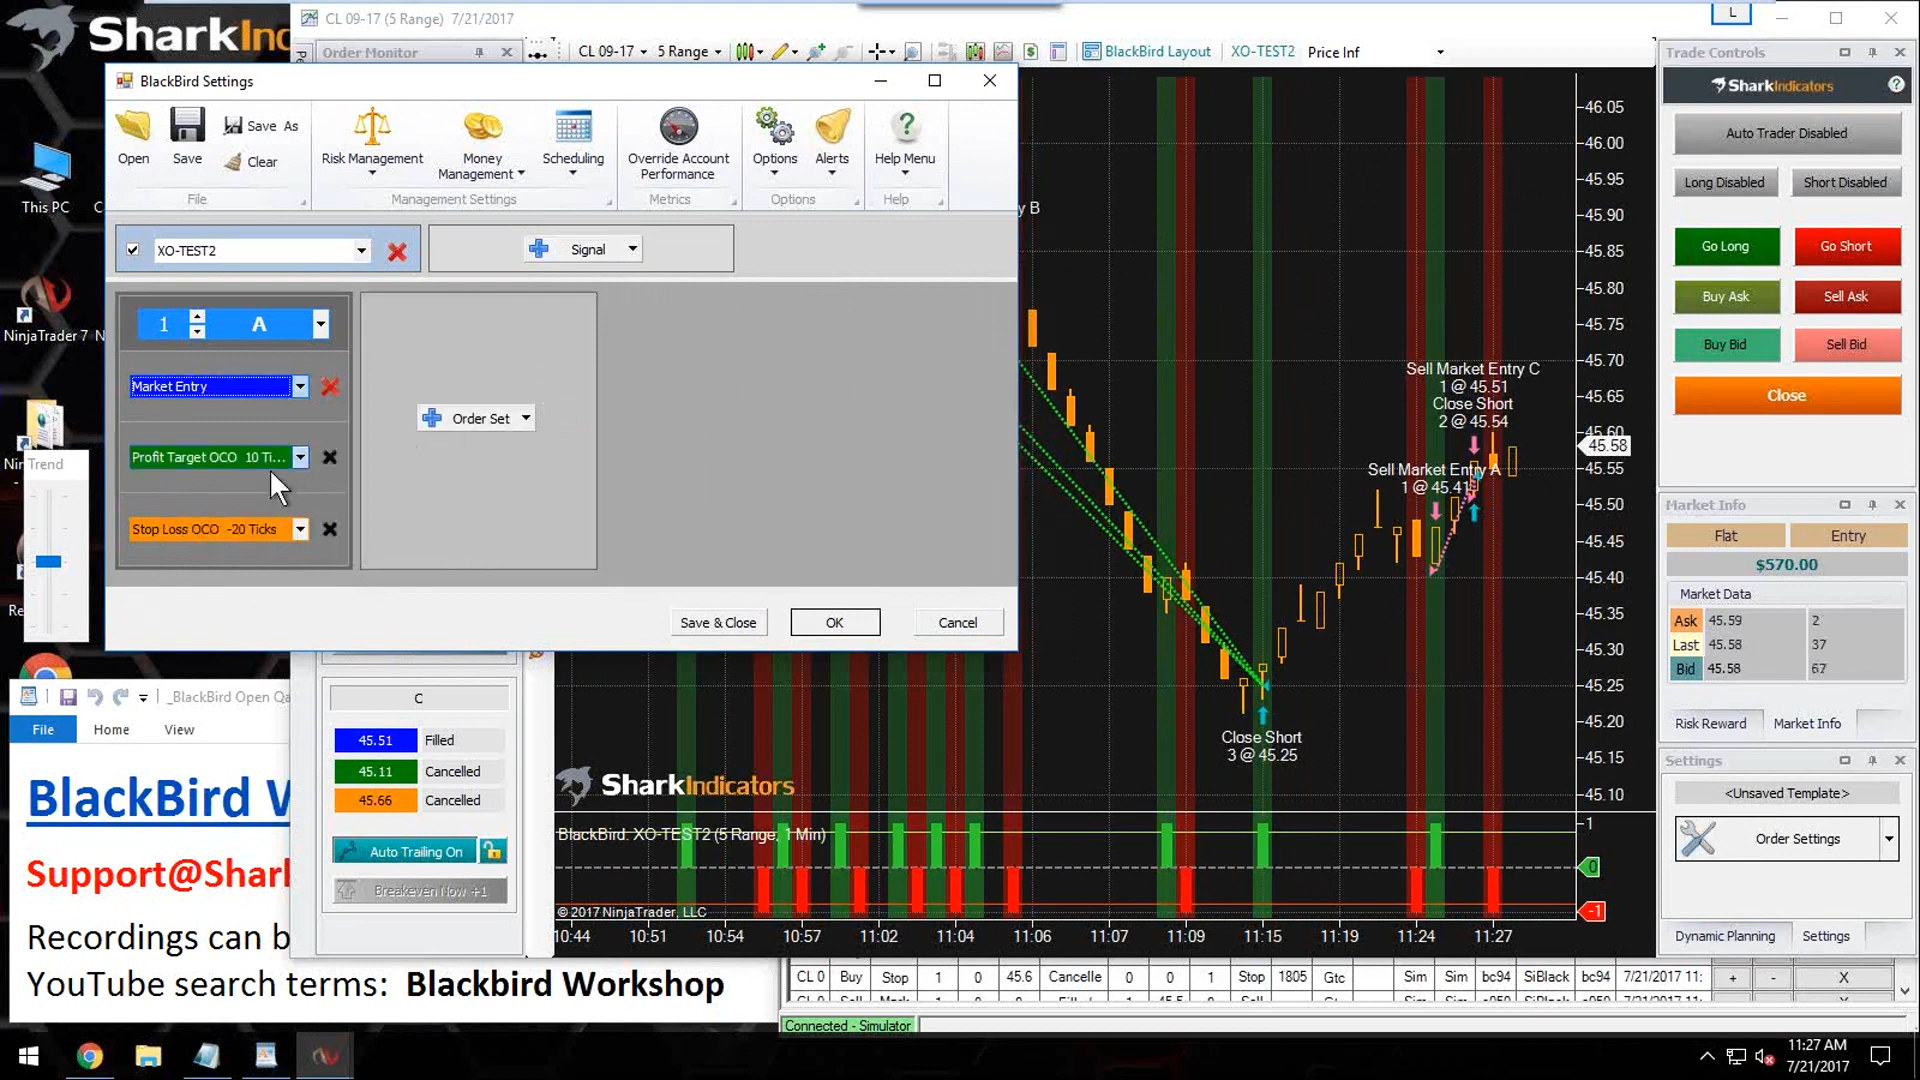 SharkInd
CL 09-17 (5 Range)  7/21/2017
L
Order Monitor
CL 09-17
5 Range
BlackBird Layout
XO-TEST2
Price Inf
Trade Controls
BlackBird Settings
SharkIndicators
Open
Save
Save As
Clear
File
Risk Management
Money Management
Scheduling
Management Settings
Override Account Performance
Metrics
Options
Alerts
Options
Help Menu
Help
Auto Trader Disabled
Long Disabled
Short Disabled
Go Long
Go Short
Buy Ask
Sell Ask
Buy Bid
Sell Bid
Close
XO-TEST2
Signal
1
A
Market Entry
Profit Target OCO  10 Ti...
Stop Loss OCO  -20 Ticks
Order Set
Save & Close
OK
Cancel
This PC
C
NinjaTrader 7
N
Trend
Re
y B
Sell Market Entry C
1 @ 45.51
Close Short
2 @ 45.54
Sell Market Entry A
1 @ 45.41
Close Short
3 @ 45.25
46.05
46.00
45.95
45.90
45.85
45.80
45.75
45.70
45.65
45.60
45.58
45.55
45.50
45.45
45.40
45.35
45.30
45.25
45.20
45.15
45.10
1
0
-1
Market Info
Flat
Entry
$570.00
Market Data
Ask 45.59 2
Last 45.58 37
Bid 45.58 67
Risk Reward
Market Info
Settings
<Unsaved Template>
Order Settings
Dynamic Planning
Settings
C
45.51 Filled
45.11 Cancelled
45.66 Cancelled
Auto Trailing On
Breakeven Now +1
SharkIndicators
BlackBird: XO-TEST2 (5 Range, 1 Min)
© 2017 NinjaTrader, LLC
10:44 10:51 10:54 10:57 11:02 11:04 11:06 11:07 11:09 11:15 11:19 11:24 11:27
_BlackBird Open Qa
File
Home
View
BlackBird W
Support@Shark
Recordings can b
YouTube search terms:  Blackbird Workshop
CL 0 Buy Stop 1 0 45.6 Cancelle 0 0 1 Stop 1805 Gtc Sim Sim bc94 SiBlack bc94 7/21/2017 11: + - X
Connected - Simulator
11:27 AM
7/21/2017